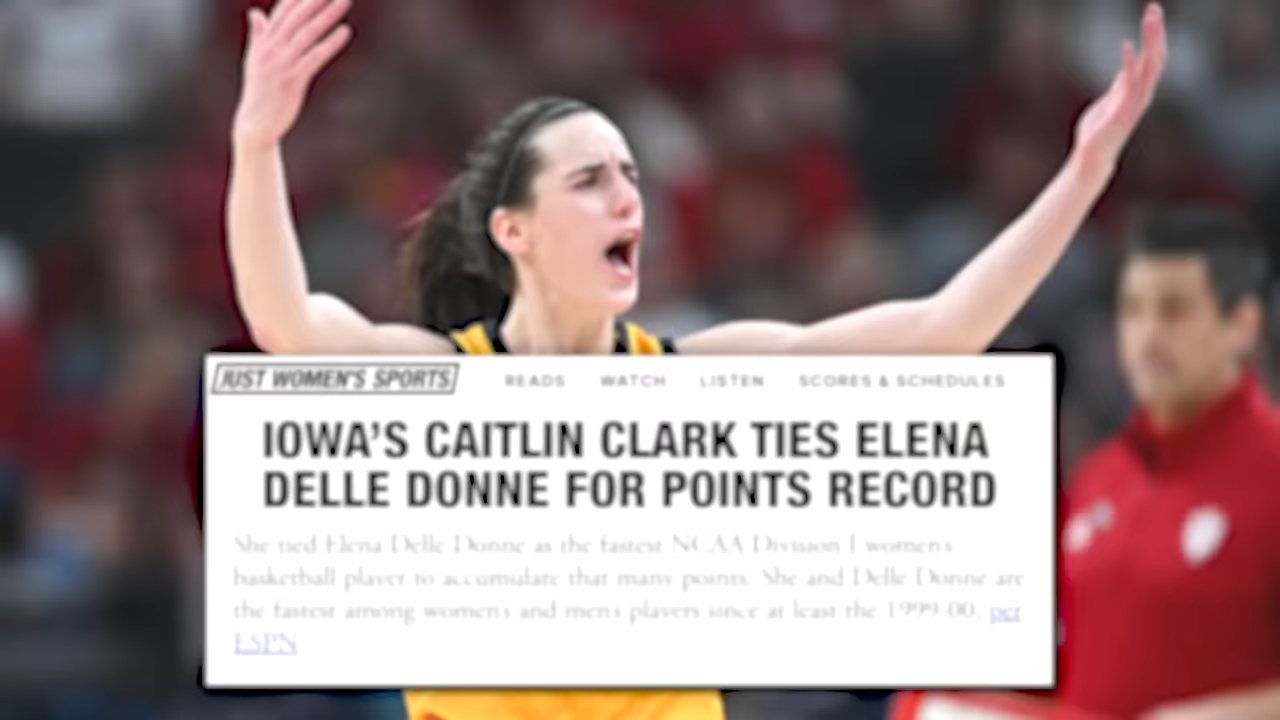 JUST WOMEN'S SPORTS
READS WATCH LISTEN SCORES & SCHEDULES
IOWA'S CAITLIN CLARK TIES ELENA
DELLE DONNE FOR POINTS RECORD
She tied Elena Delle Donne as the fastest NCAA Division I women's
basketball player to accumulate that many points. She and Delle Donne are
the fastest among women's and men's players since at least the 1999-00, per
ESPN